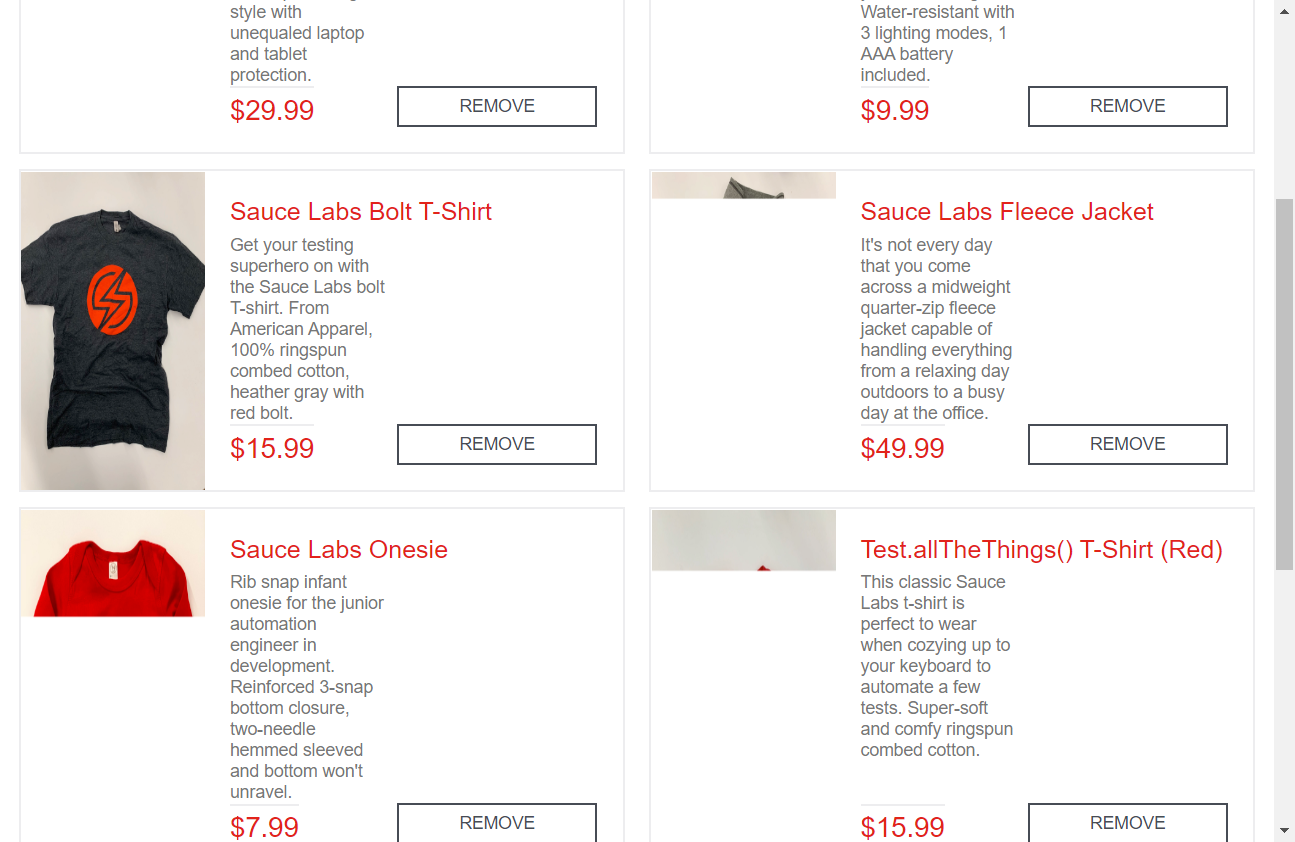 style with
unequaled laptop
and tablet
protection.
$29.99
REMOVE
Water-resistant with
3 lighting modes, 1
AAA battery
included.
$9.99
REMOVE
Sauce Labs Bolt T-Shirt
Get your testing
superhero on with
the Sauce Labs bolt
T-shirt. From
American Apparel,
100% ringspun
combed cotton,
heather gray with
red bolt.
$15.99
REMOVE
Sauce Labs Fleece Jacket
It's not every day
that you come
across a midweight
quarter-zip fleece
jacket capable of
handling everything
from a relaxing day
outdoors to a busy
day at the office.
$49.99
REMOVE
Sauce Labs Onesie
Rib snap infant
onesie for the junior
automation
engineer in
development.
Reinforced 3-snap
bottom closure,
two-needle
hemmed sleeved
and bottom won't
unravel.
$7.99
REMOVE
Test.allTheThings() T-Shirt (Red)
This classic Sauce
Labs t-shirt is
perfect to wear
when cozying up to
your keyboard to
automate a few
tests. Super-soft
and comfy ringspun
combed cotton.
$15.99
REMOVE